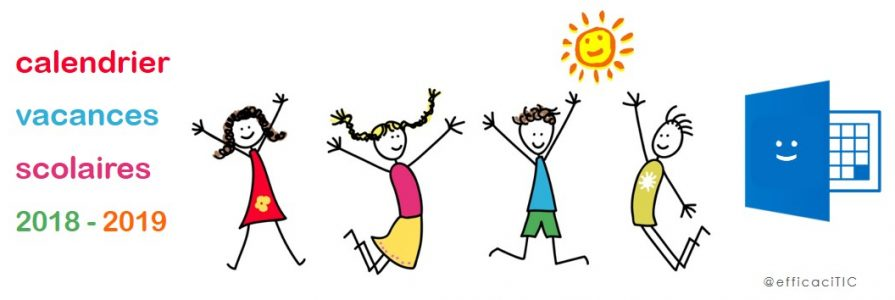 calendrier
vacances
scolaires
2018 - 2019
@efficaciTIC